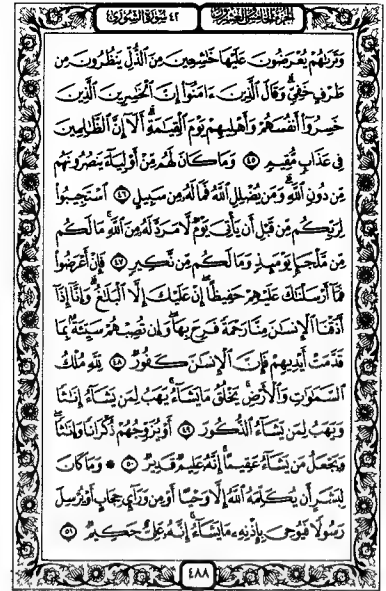 الجزء الخامس والعشرون ٤٢ سورة الشورى
وَتَرَىٰهُمْ يُعْرَضُونَ عَلَيْهَا خَٰشِعِينَ مِنَ ٱلذُّلِّ يَنظُرُونَ مِن
طَرْفٍ خَفِىٍّ ۗ وَقَالَ ٱلَّذِينَ ءَامَنُوٓا۟ إِنَّ ٱلْخَٰسِرِينَ ٱلَّذِينَ
خَسِرُوٓا۟ أَنفُسَهُمْ وَأَهْلِيهِمْ يَوْمَ ٱلْقِيَٰمَةِ ۗ أَلَآ إِنَّ ٱلظَّٰلِمِينَ
فِى عَذَابٍ مُّقِيمٍ ٤٥ وَمَا كَانَ لَهُم مِّنْ أَوْلِيَآءَ يَنصُرُونَهُم
مِّن دُونِ ٱللَّهِ ۗ وَمَن يُضْلِلِ ٱللَّهُ فَمَا لَهُۥ مِن سَبِيلٍ ٤٦ ٱسْتَجِيبُوا۟
لِرَبِّكُم مِّن قَبْلِ أَن يَأْتِىَ يَوْمٌ لَّا مَرَدَّ لَهُۥ مِنَ ٱللَّهِ ۚ مَا لَكُم
مِّن مَّلْجَإٍ يَوْمَئِذٍ وَمَا لَكُم مِّن نَّكِيرٍ ٤٧ فَإِنْ أَعْرَضُوا۟
فَمَآ أَرْسَلْنَٰكَ عَلَيْهِمْ حَفِيظًا ۖ إِنْ عَلَيْكَ إِلَّا ٱلْبَلَٰغُ ۗ وَإِنَّآ إِذَآ
أَذَقْنَا ٱلْإِنسَٰنَ مِنَّا رَحْمَةً فَرِحَ بِهَا ۖ وَإِن تُصِبْهُمْ سَيِّئَةٌۢ بِمَا
قَدَّمَتْ أَيْدِيهِمْ فَإِنَّ ٱلْإِنسَٰنَ كَفُورٌ ٤٨ لِّلَّهِ مُلْكُ
ٱلسَّمَٰوَٰتِ وَٱلْأَرْضِ ۚ يَخْلُقُ مَا يَشَآءُ ۚ يَهَبُ لِمَن يَشَآءُ إِنَٰثًا
وَيَهَبُ لِمَن يَشَآءُ ٱلذُّكُورَ ٤٩ أَوْ يُزَوِّجُهُمْ ذُكْرَانًا وَإِنَٰثًا ۖ
وَيَجْعَلُ مَن يَشَآءُ عَقِيمًا ۚ إِنَّهُۥ عَلِيمٌ قَدِيرٌ ٥٠ ۞ وَمَا كَانَ
لِبَشَرٍ أَن يُكَلِّمَهُ ٱللَّهُ إِلَّا وَحْيًا أَوْ مِن وَرَآئِ حِجَابٍ أَوْ يُرْسِلَ
رَسُولًا فَيُوحِىَ بِإِذْنِهِۦ مَا يَشَآءُ ۚ إِنَّهُۥ عَلِىٌّ حَكِيمٌ ٥١
٤٨٨